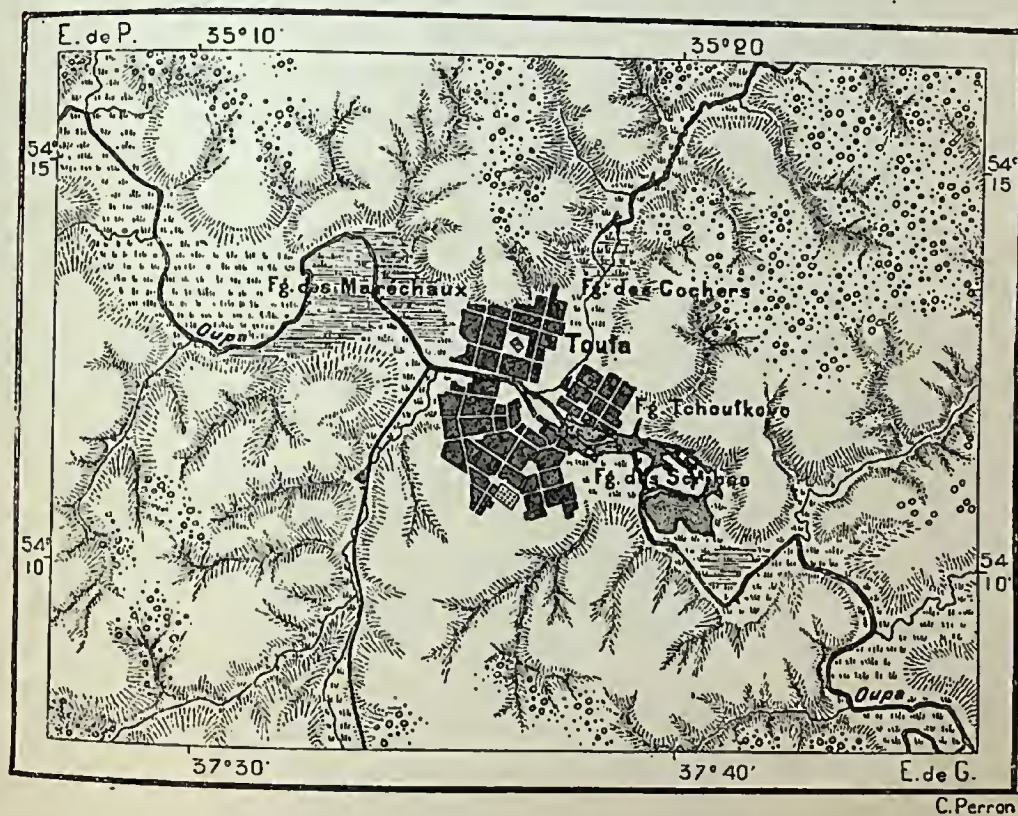 E. de P. 35°10' 35°20
54° 15 54° 15
Fg. des Maréchaux Fg. des Cochers
Oupa Toula
Fg. Tchoulkovo
Fg. des Scribes
54° 10' 54 10'
Oupa
37°30' 37°40' E. de G.
C. Perron